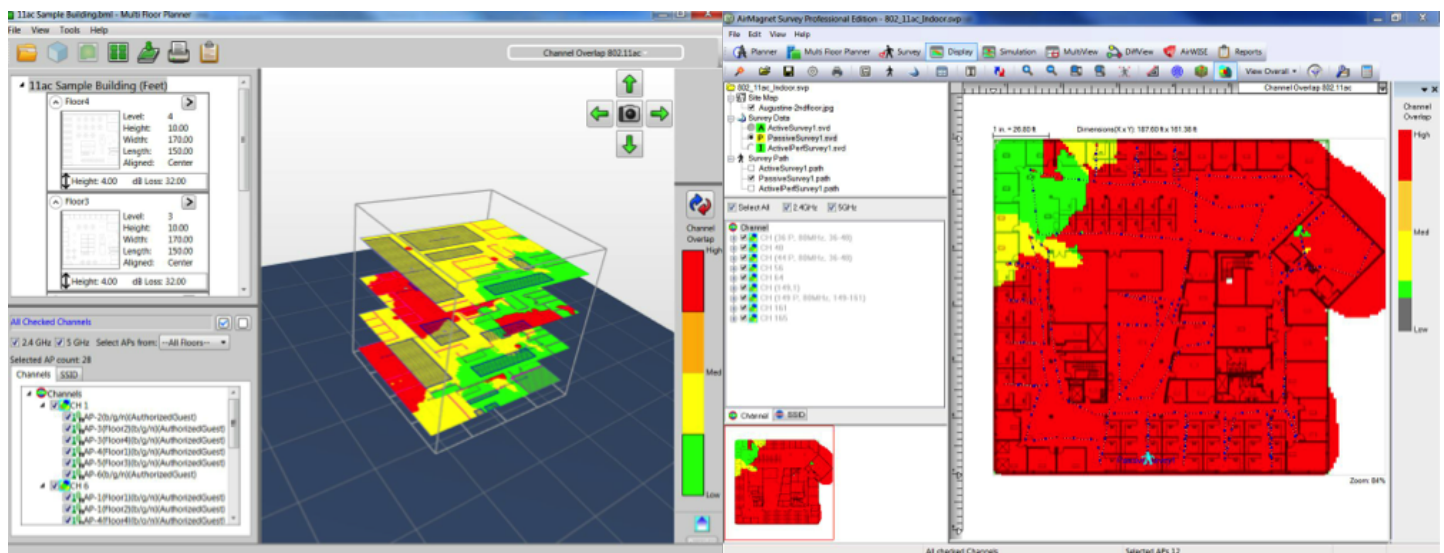 11ac Sample Building.bml - Multi Floor Planner
File View Tools Help
Channel Overlap 802.11ac
11ac Sample Building (Feet)
Floor4
Level: 4
Height: 10.00
Width: 170.00
Length: 150.00
Aligned: Center
Height: 4.00 dB Loss: 32.00
Floor3
Level: 3
Height: 10.00
Width: 170.00
Length: 150.00
Aligned: Center
Height: 4.00 dB Loss: 32.00
All Checked Channels
2.4 GHz 5 GHz Select APs from: --All Floors--
Selected AP count: 28
Channels SSID
Channels
CH 1
AP-2(b/g/n)(AuthorizedGuest)
AP-3(Floor2)(b/g/n)(AuthorizedGuest)
AP-3(Floor4)(b/g/n)(AuthorizedGuest)
AP-4(Floor1)(b/g/n)(AuthorizedGuest)
AP-5(Floor1)(b/g/n)(AuthorizedGuest)
AP-6(b/g/n)(AuthorizedGuest)
CH 6
AP-1(Floor1)(b/g/n)(AuthorizedGuest)
AP-1(Floor2)(b/g/n)(AuthorizedGuest)
AP-4(Floor4)(b/g/n)(AuthorizedGuest)
Channel
Overlap
High
Med
Low
AirMagnet Survey Professional Edition - 802_11ac_Indoor.svp
File Edit View Help
Planner Multi Floor Planner Survey Display Simulation MultiView DiffView AirWISE Reports
View Overall
802_11ac_Indoor.svp
Site Map
Augustine-2ndfloor.jpg
Survey Data
ActiveSurvey1.svd
PassiveSurvey1.svd
ActiveIPerfSurvey1.svd
Survey Path
ActiveSurvey1.path
PassiveSurvey1.path
ActiveIPerfSurvey1.path
Select All 2.4GHz 5GHz
Channel
CH (36 P, 80MHz, 36-48)
CH 40
CH (44 P, 80MHz, 36-48)
CH 56
CH 64
CH (149,1)
CH (149 P, 80MHz, 149-161)
CH 161
CH 165
Channel SSID
Channel Overlap 802.11ac
1 in. = 26.80 ft Dimensions(X x Y): 187.60 ft x 161.38 ft
Zoom: 84%
Channel
Overlap
High
Med
Low
All checked Channels Selected APs 12